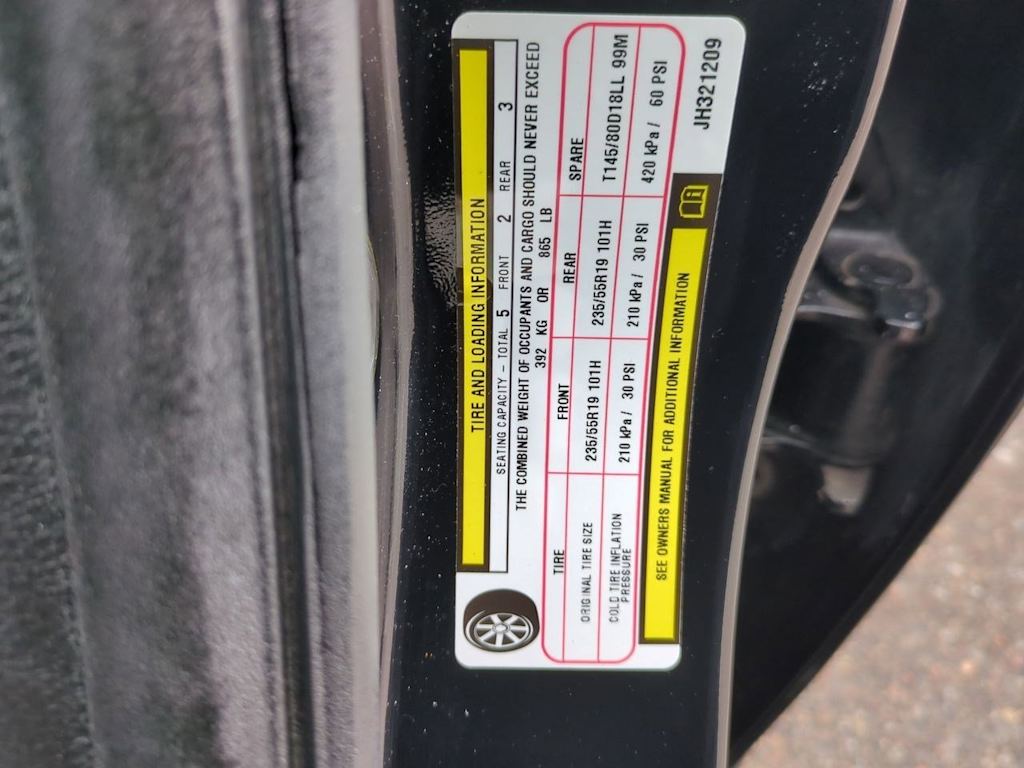 TIRE AND LOADING INFORMATION
SEATING CAPACITY – TOTAL 5 FRONT 2 REAR 3
THE COMBINED WEIGHT OF OCCUPANTS AND CARGO SHOULD NEVER EXCEED
392 KG OR 865 LB
TIRE FRONT REAR SPARE
ORIGINAL TIRE SIZE 235/55R19 101H 235/55R19 101H T145/80D18LL 99M
COLD TIRE INFLATION PRESSURE 210 kPa / 30 PSI 210 kPa / 30 PSI 420 kPa / 60 PSI
SEE OWNERS MANUAL FOR ADDITIONAL INFORMATION
JH321209